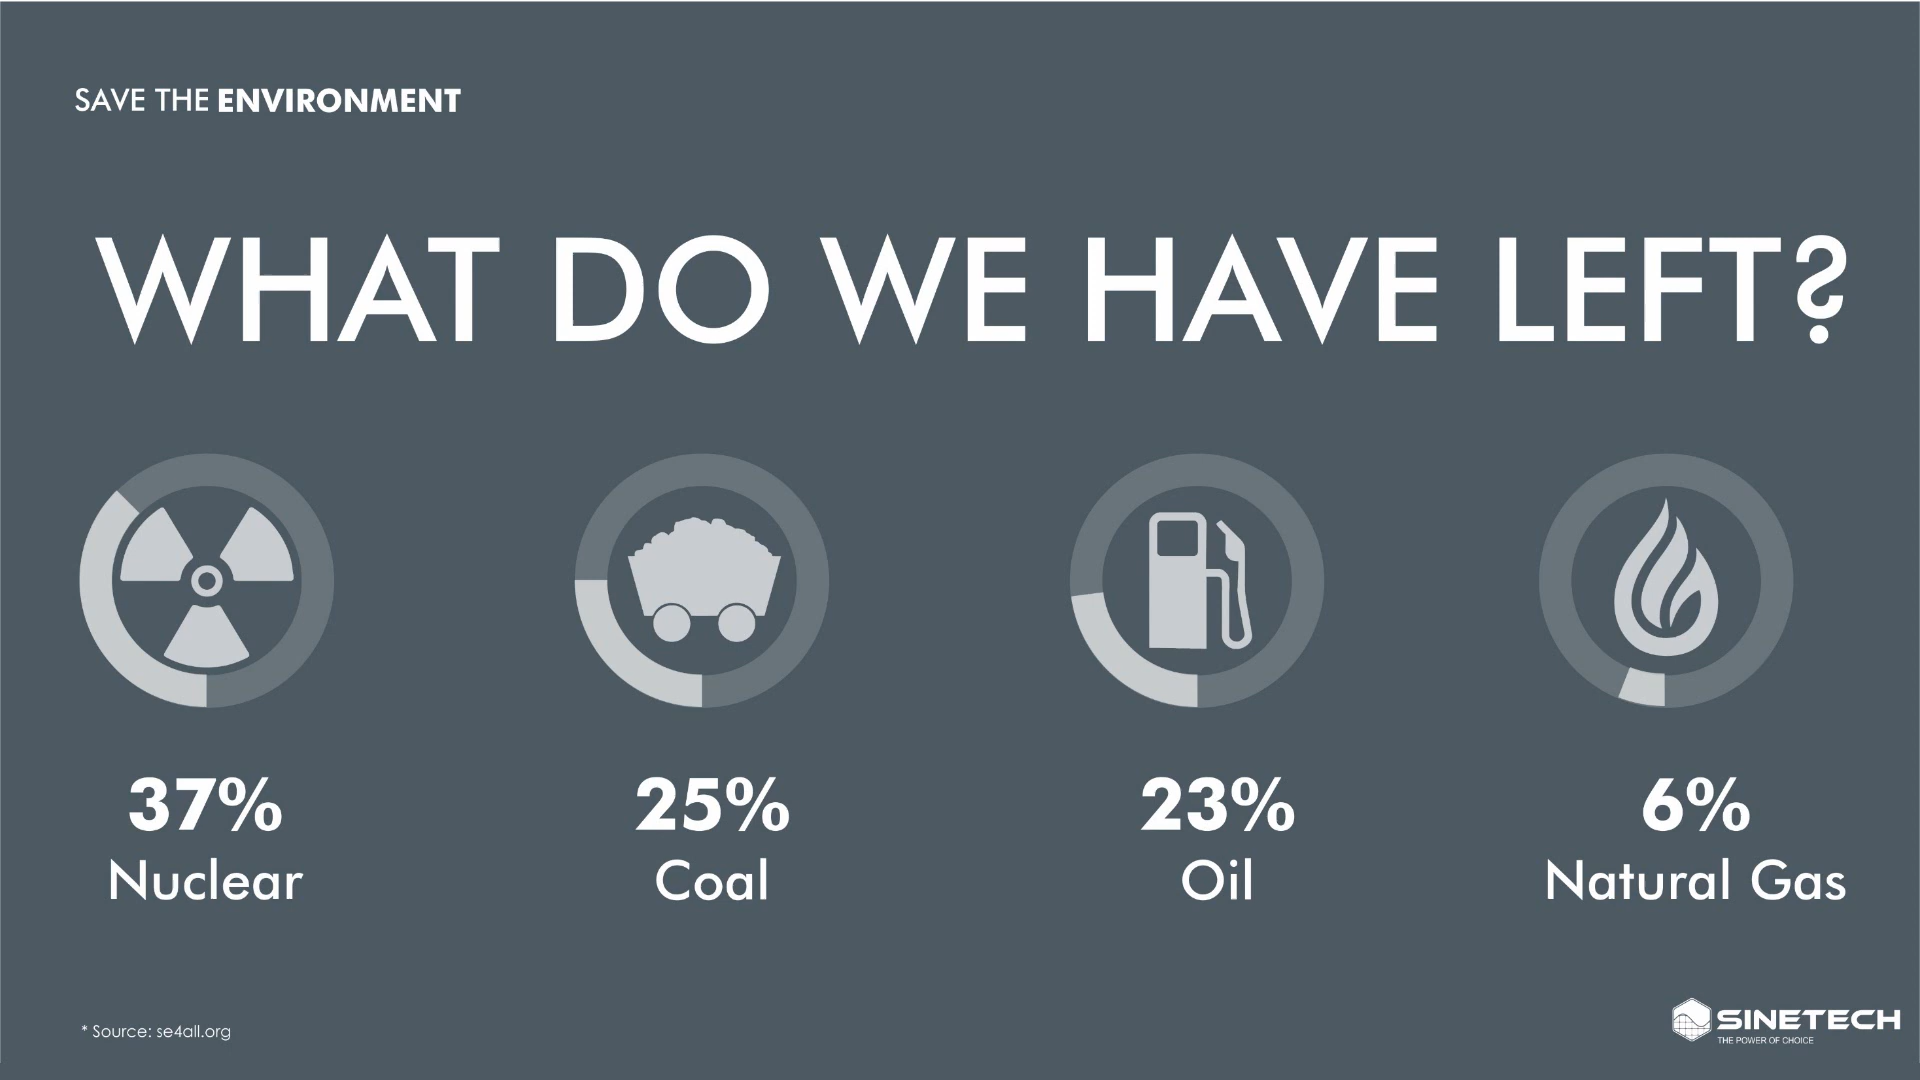 SAVE THE ENVIRONMENT
WHAT DO WE HAVE LEFT?
37%
Nuclear
25%
Coal
23%
Oil
6%
Natural Gas
* Source: se4all.org
SINETECH
THE POWER OF CHOICE